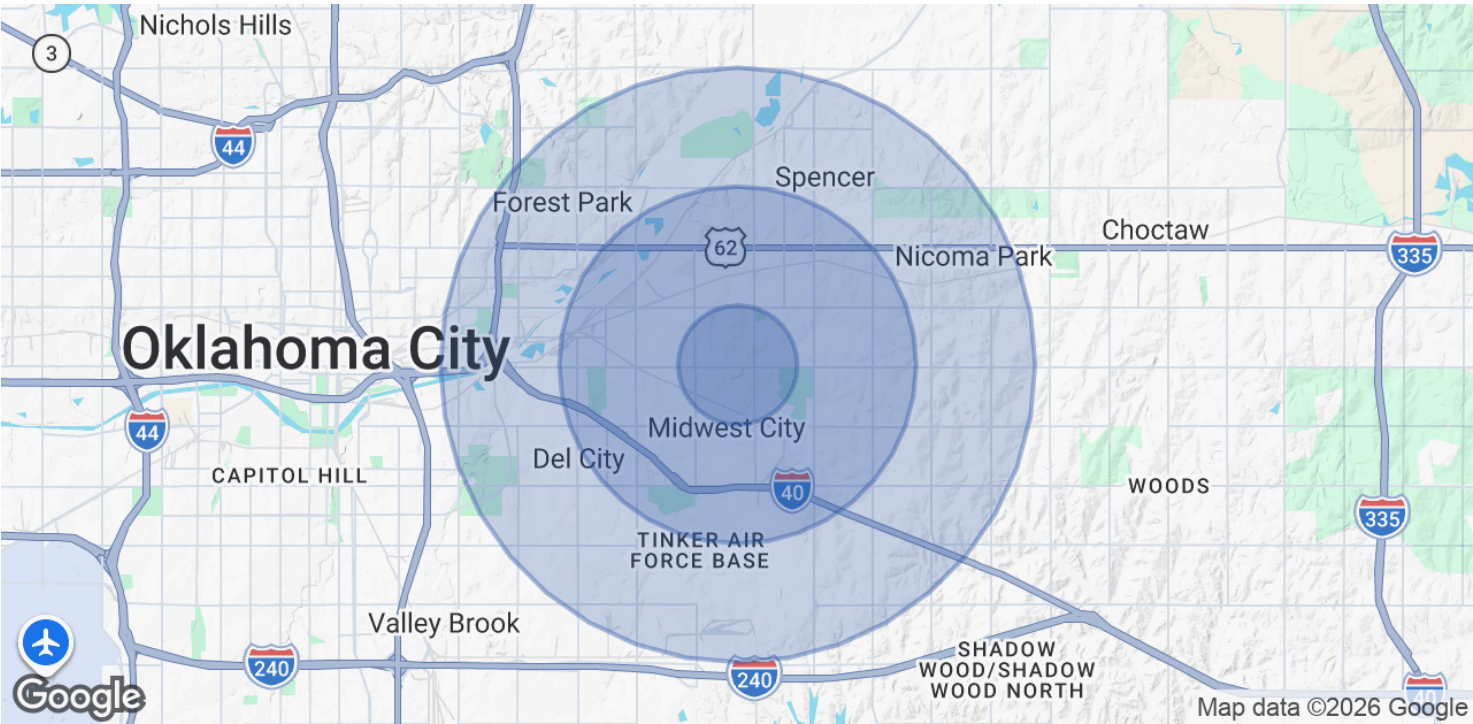 Nichols Hills
3
44
Spencer
Forest Park
Choctaw
62
Nicoma Park
335
Oklahoma City
44
Midwest City
Del City
CAPITOL HILL
40
WOODS
335
TINKER AIR
FORCE BASE
Valley Brook
240
SHADOW
WOOD/SHADOW
WOOD NORTH
240
40
Google
Map data ©2026 Google